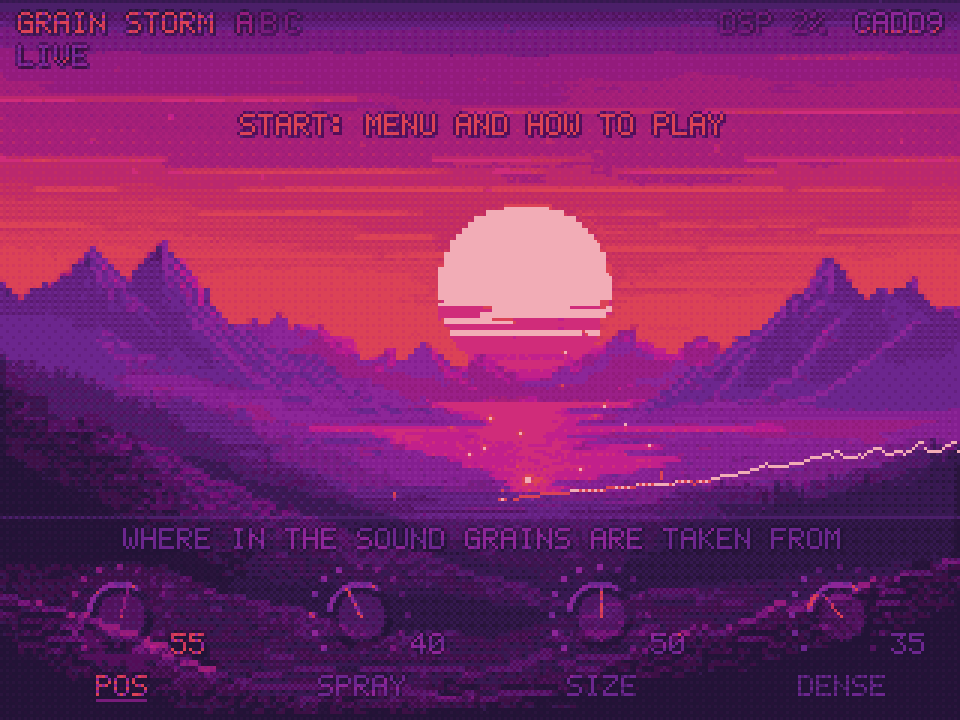 GRAIN STORM ABC DSP 2% CADD9
LIVE
START: MENU AND HOW TO PLAY
WHERE IN THE SOUND GRAINS ARE TAKEN FROM
55 40 50 35
POS SPRAY SIZE DENSE